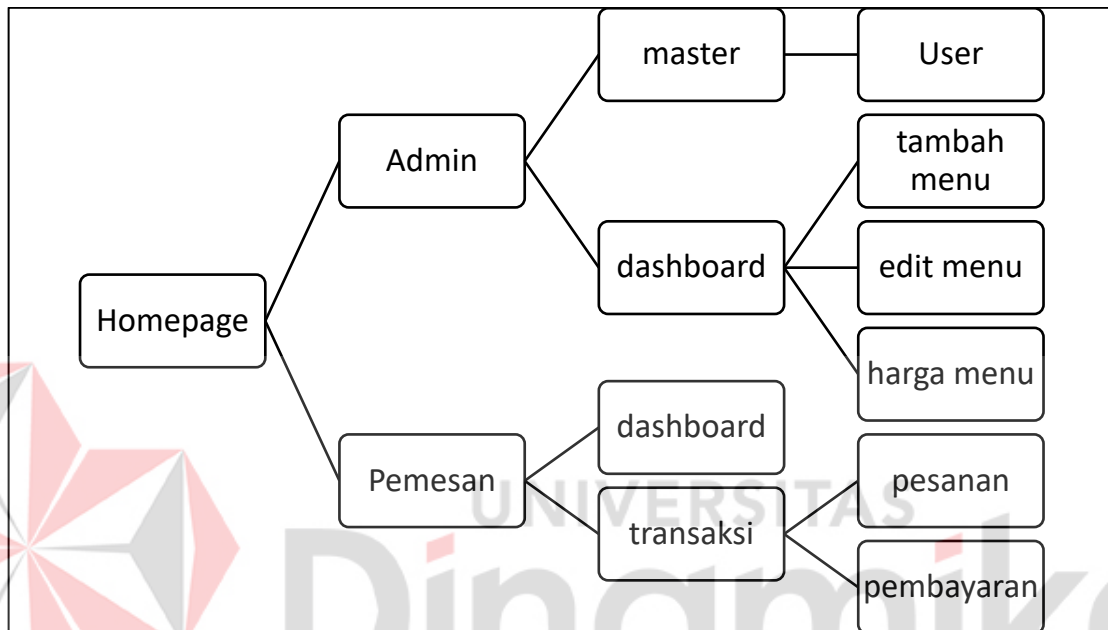 master
User
Admin
tambah
menu
dashboard
edit menu
Homepage
harga menu
dashboard
Pemesan
pesanan
UNIVERSITAS
transaksi
pembayaran
Dinamika